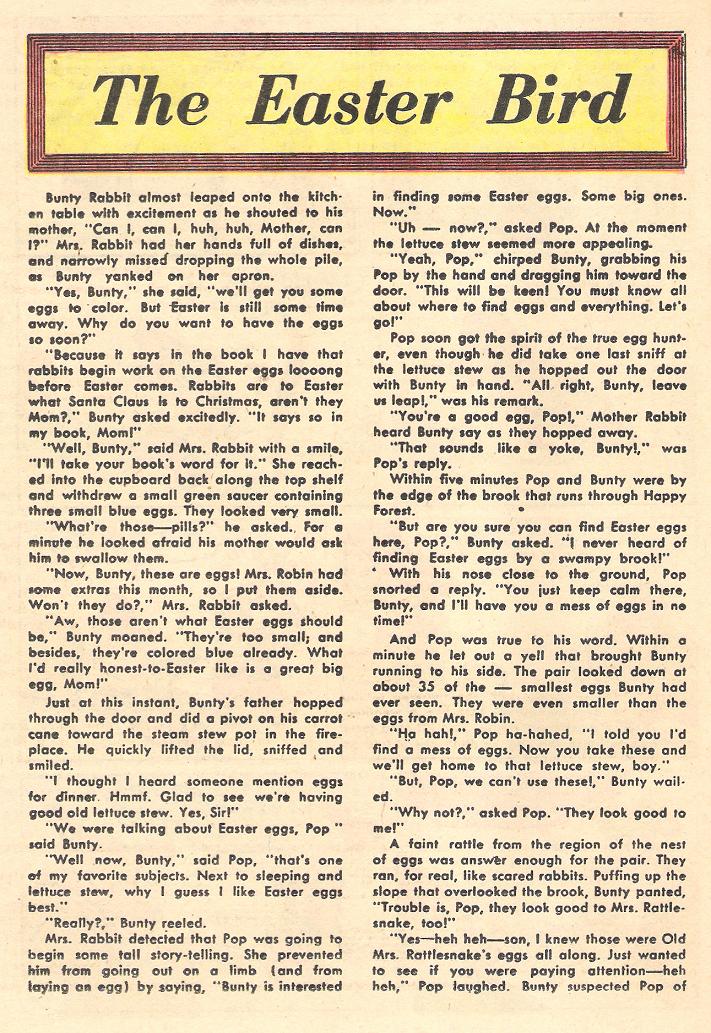 The Easter Bird
Bunty Rabbit almost leaped onto the kitch-
en table with excitement as he shouted to his
mother, "Can I, can I, huh, huh, Mother, can
I?" Mrs. Rabbit had her hands full of dishes,
and narrowly missed dropping the whole pile,
as Bunty yanked on her apron.
"Yes, Bunty," she said, "we'll get you some
eggs to color. But Easter is still some time
away. Why do you want to have the eggs
so soon?"
"Because it says in the book I have that
rabbits begin work on the Easter eggs loooong
before Easter comes. Rabbits are to Easter
what Santa Claus is to Christmas, aren't they
Mom?," Bunty asked excitedly. "It says so in
my book, Mom!"
"Well, Bunty," said Mrs. Rabbit with a smile,
"I'll take your book's word for it." She reach-
ed into the cupboard back along the top shelf
and withdrew a small green saucer containing
three small blue eggs. They looked very small.
"What're those—pills?" he asked. For a
minute he looked afraid his mother would ask
him to swallow them.
"Now, Bunty, these are eggs! Mrs. Robin had
some extras this month, so I put them aside.
Won't they do?," Mrs. Rabbit asked.
"Aw, those aren't what Easter eggs should
be," Bunty moaned. "They're too small; and
besides, they're colored blue already. What
I'd really honest-to-Easter like is a great big
egg, Mom!"
Just at this instant, Bunty's father hopped
through the door and did a pivot on his carrot
cane toward the steam stew pot in the fire-
place. He quickly lifted the lid, sniffed and
smiled.
"I thought I heard someone mention eggs
for dinner. Hmmf. Glad to see we're having
good old lettuce stew. Yes, Sir!"
"We were talking about Easter eggs, Pop "
said Bunty.
"Well now, Bunty," said Pop, "that's one
of my favorite subjects. Next to sleeping and
lettuce stew, why I guess I like Easter eggs
best."
"Really?," Bunty reeled.
Mrs. Rabbit detected that Pop was going to
begin some tall story-telling. She prevented
him from going out on a limb (and from
laying an egg) by saying, "Bunty is interested
in finding some Easter eggs. Some big ones.
Now."
"Uh — now?," asked Pop. At the moment
the lettuce stew seemed more appealing.
"Yeah, Pop," chirped Bunty, grabbing his
Pop by the hand and dragging him toward the
door. "This will be keen! You must know all
about where to find eggs and everything. Let's
go!"
Pop soon got the spirit of the true egg hunt-
er, even though he did take one last sniff at
the lettuce stew as he hopped out the door
with Bunty in hand. "All right, Bunty, leave
us leap!," was his remark.
"You're a good egg, Pop!," Mother Rabbit
heard Bunty say as they hopped away.
"That sounds like a yoke, Bunty!," was
Pop's reply.
Within five minutes Pop and Bunty were by
the edge of the brook that runs through Happy
Forest.
"But are you sure you can find Easter eggs
here, Pop?," Bunty asked. "I never heard of
finding Easter eggs by a swampy brook!"
With his nose close to the ground, Pop
snorted a reply. "You just keep calm there,
Bunty, and I'll have you a mess of eggs in no
time!"
And Pop was true to his word. Within a
minute he let out a yell that brought Bunty
running to his side. The pair looked down at
about 35 of the — smallest eggs Bunty had
ever seen. They were even smaller than the
eggs from Mrs. Robin.
"Ha hah!," Pop ha-hahed, "I told you I'd
find a mess of eggs. Now you take these and
we'll get home to that lettuce stew, boy."
"But, Pop, we can't use these!," Bunty wail-
ed.
"Why not?," asked Pop. "They look good to
me!"
A faint rattle from the region of the nest
of eggs was answer enough for the pair. They
ran, for real, like scared rabbits. Puffing up the
slope that overlooked the brook, Bunty panted,
"Trouble is, Pop, they look good to Mrs. Rattle-
snake, too!"
"Yes—heh heh—son, I knew those were Old
Mrs. Rattlesnake's eggs all along. Just wanted
to see if you were paying attention—heh
heh," Pop laughed. Bunty suspected Pop of